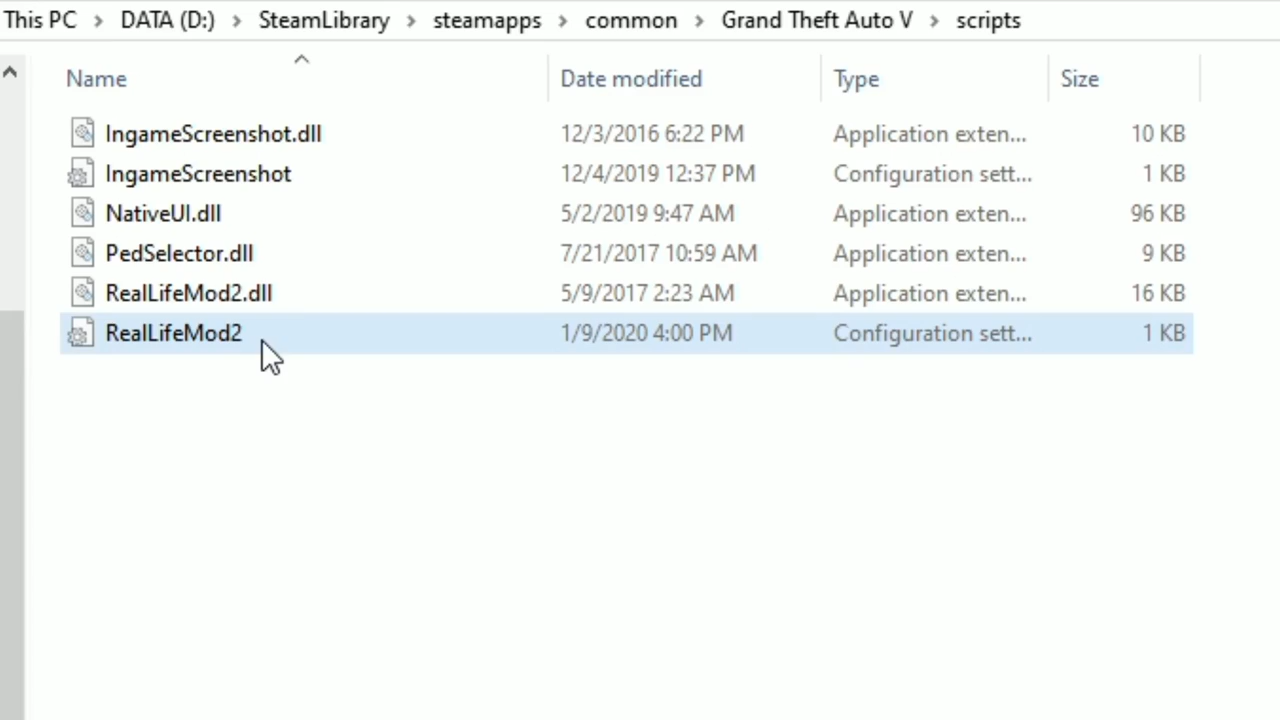 This PC > DATA (D:) > SteamLibrary > steamapps > common > Grand Theft Auto V > scripts
Name Date modified Type Size
IngameScreenshot.dll 12/3/2016 6:22 PM Application exten... 10 KB
IngameScreenshot 12/4/2019 12:37 PM Configuration sett... 1 KB
NativeUI.dll 5/2/2019 9:47 AM Application exten... 96 KB
PedSelector.dll 7/21/2017 10:59 AM Application exten... 9 KB
RealLifeMod2.dll 5/9/2017 2:23 AM Application exten... 16 KB
RealLifeMod2 1/9/2020 4:00 PM Configuration sett... 1 KB